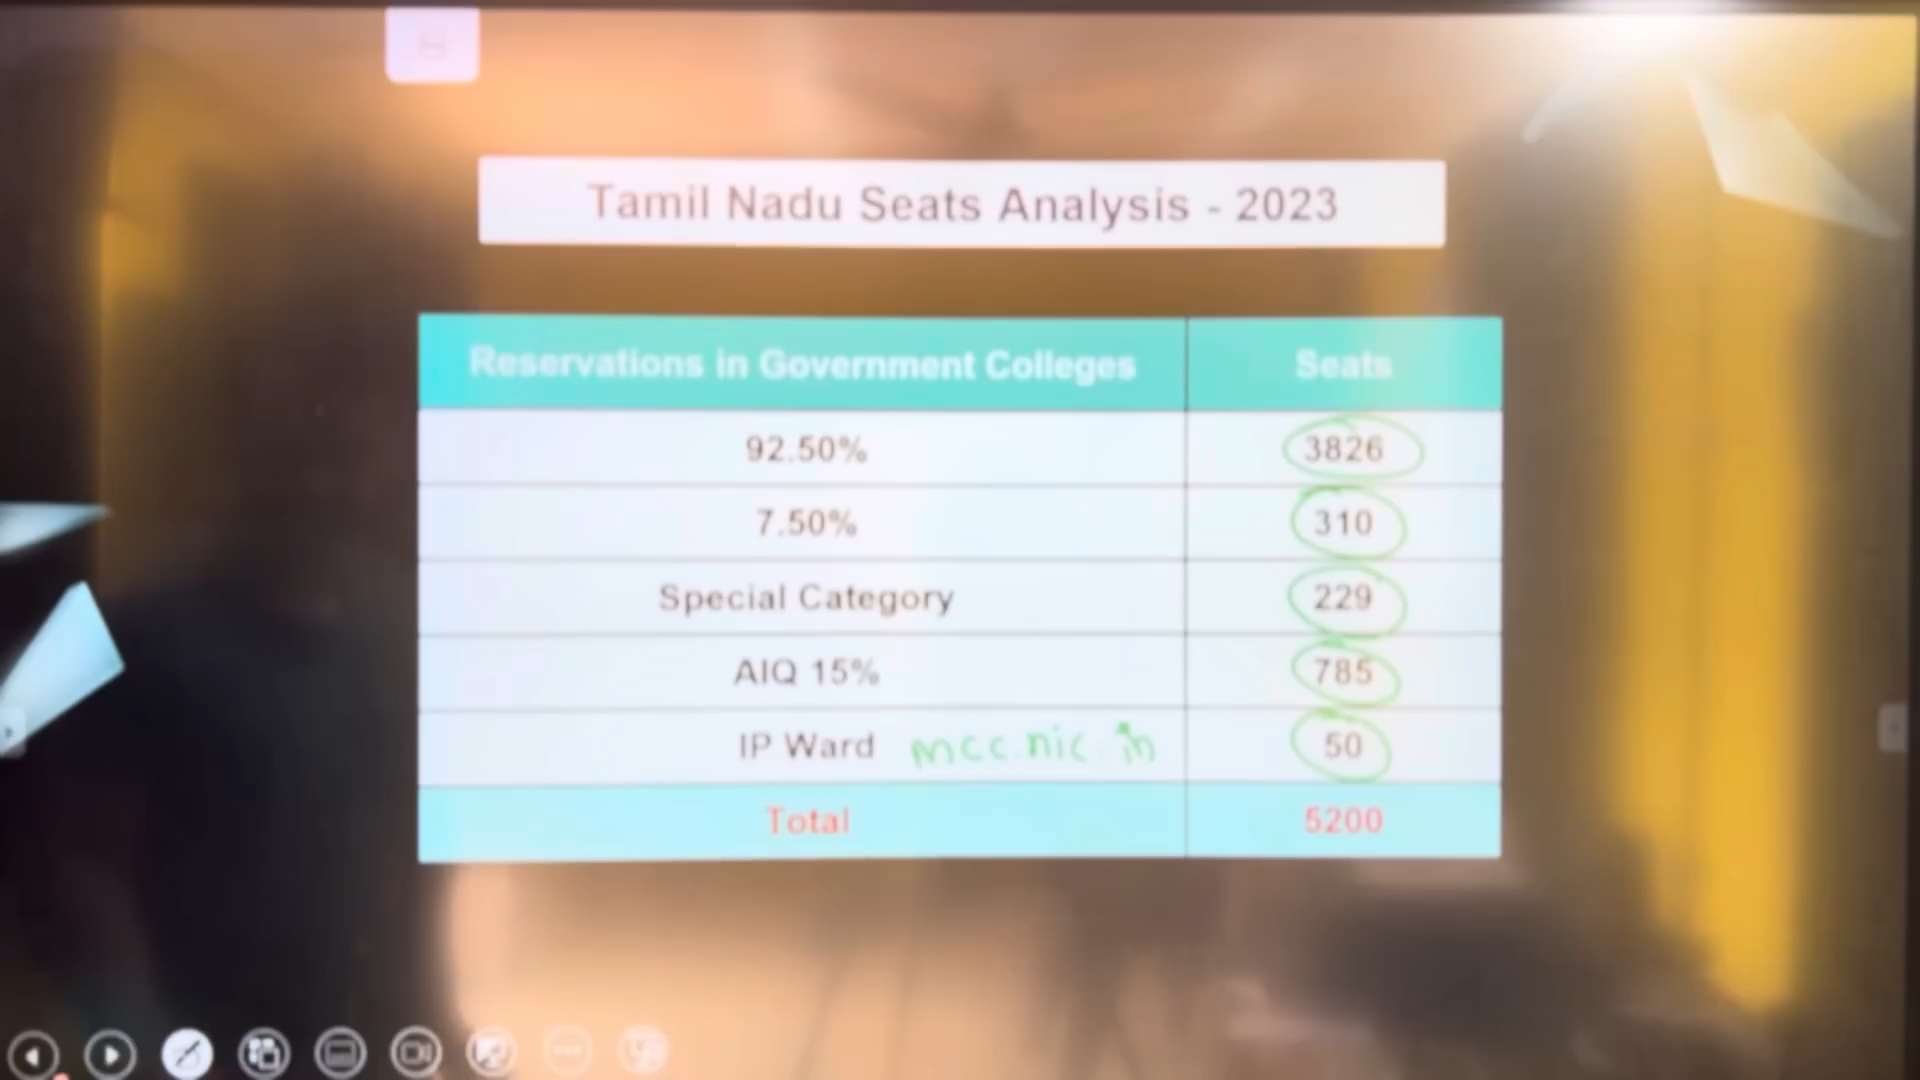 Tamil Nadu Seats Analysis - 2023
Reservations in Government Colleges Seats
92.50% 3826
7.50% 310
Special Category 229
AIQ 15% 785
IP Ward mcc.nic.in 50
Total 5200